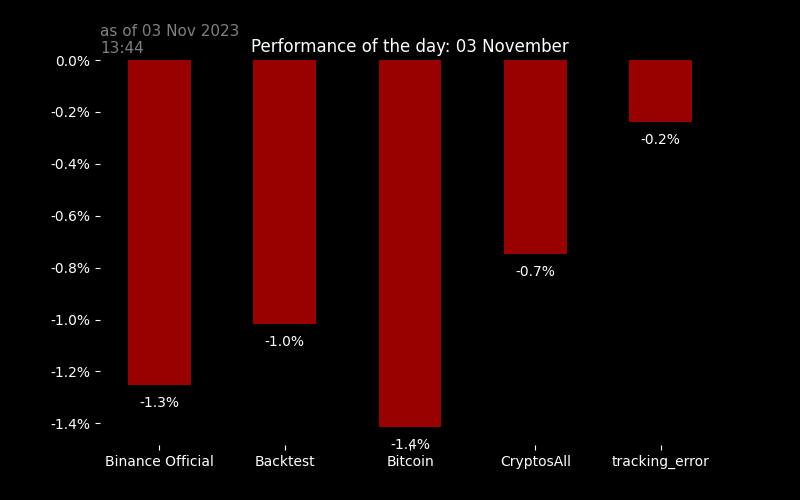 as of 03 Nov 2023
13:44
Performance of the day: 03 November
0.0%
-0.2%
-0.4%
-0.6%
-0.8%
-1.0%
-1.2%
-1.4%
-1.3%
-1.0%
-1.4%
-0.7%
-0.2%
Binance Official
Backtest
Bitcoin
CryptosAll
tracking_error